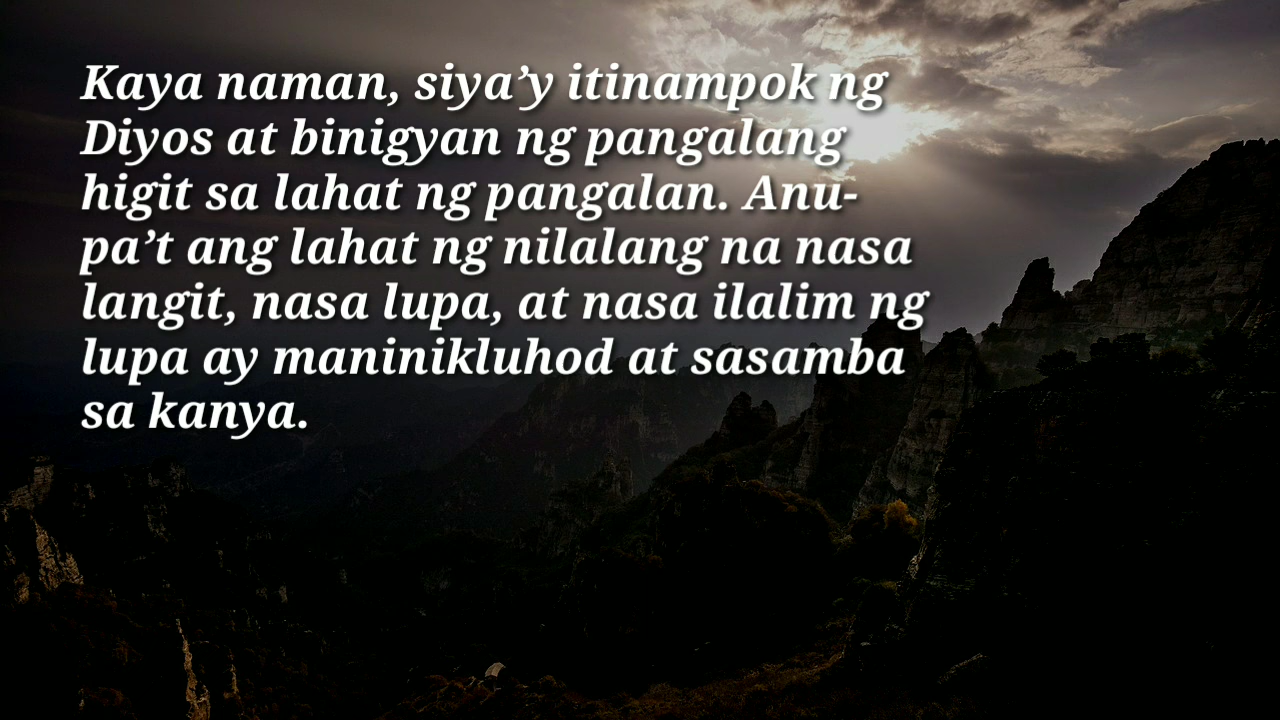 Kaya naman, siya’y itinampok ng
Diyos at binigyan ng pangalang
higit sa lahat ng pangalan. Anu-
pa’t ang lahat ng nilalang na nasa
langit, nasa lupa, at nasa ilalim ng
lupa ay maninikluhod at sasamba
sa kanya.